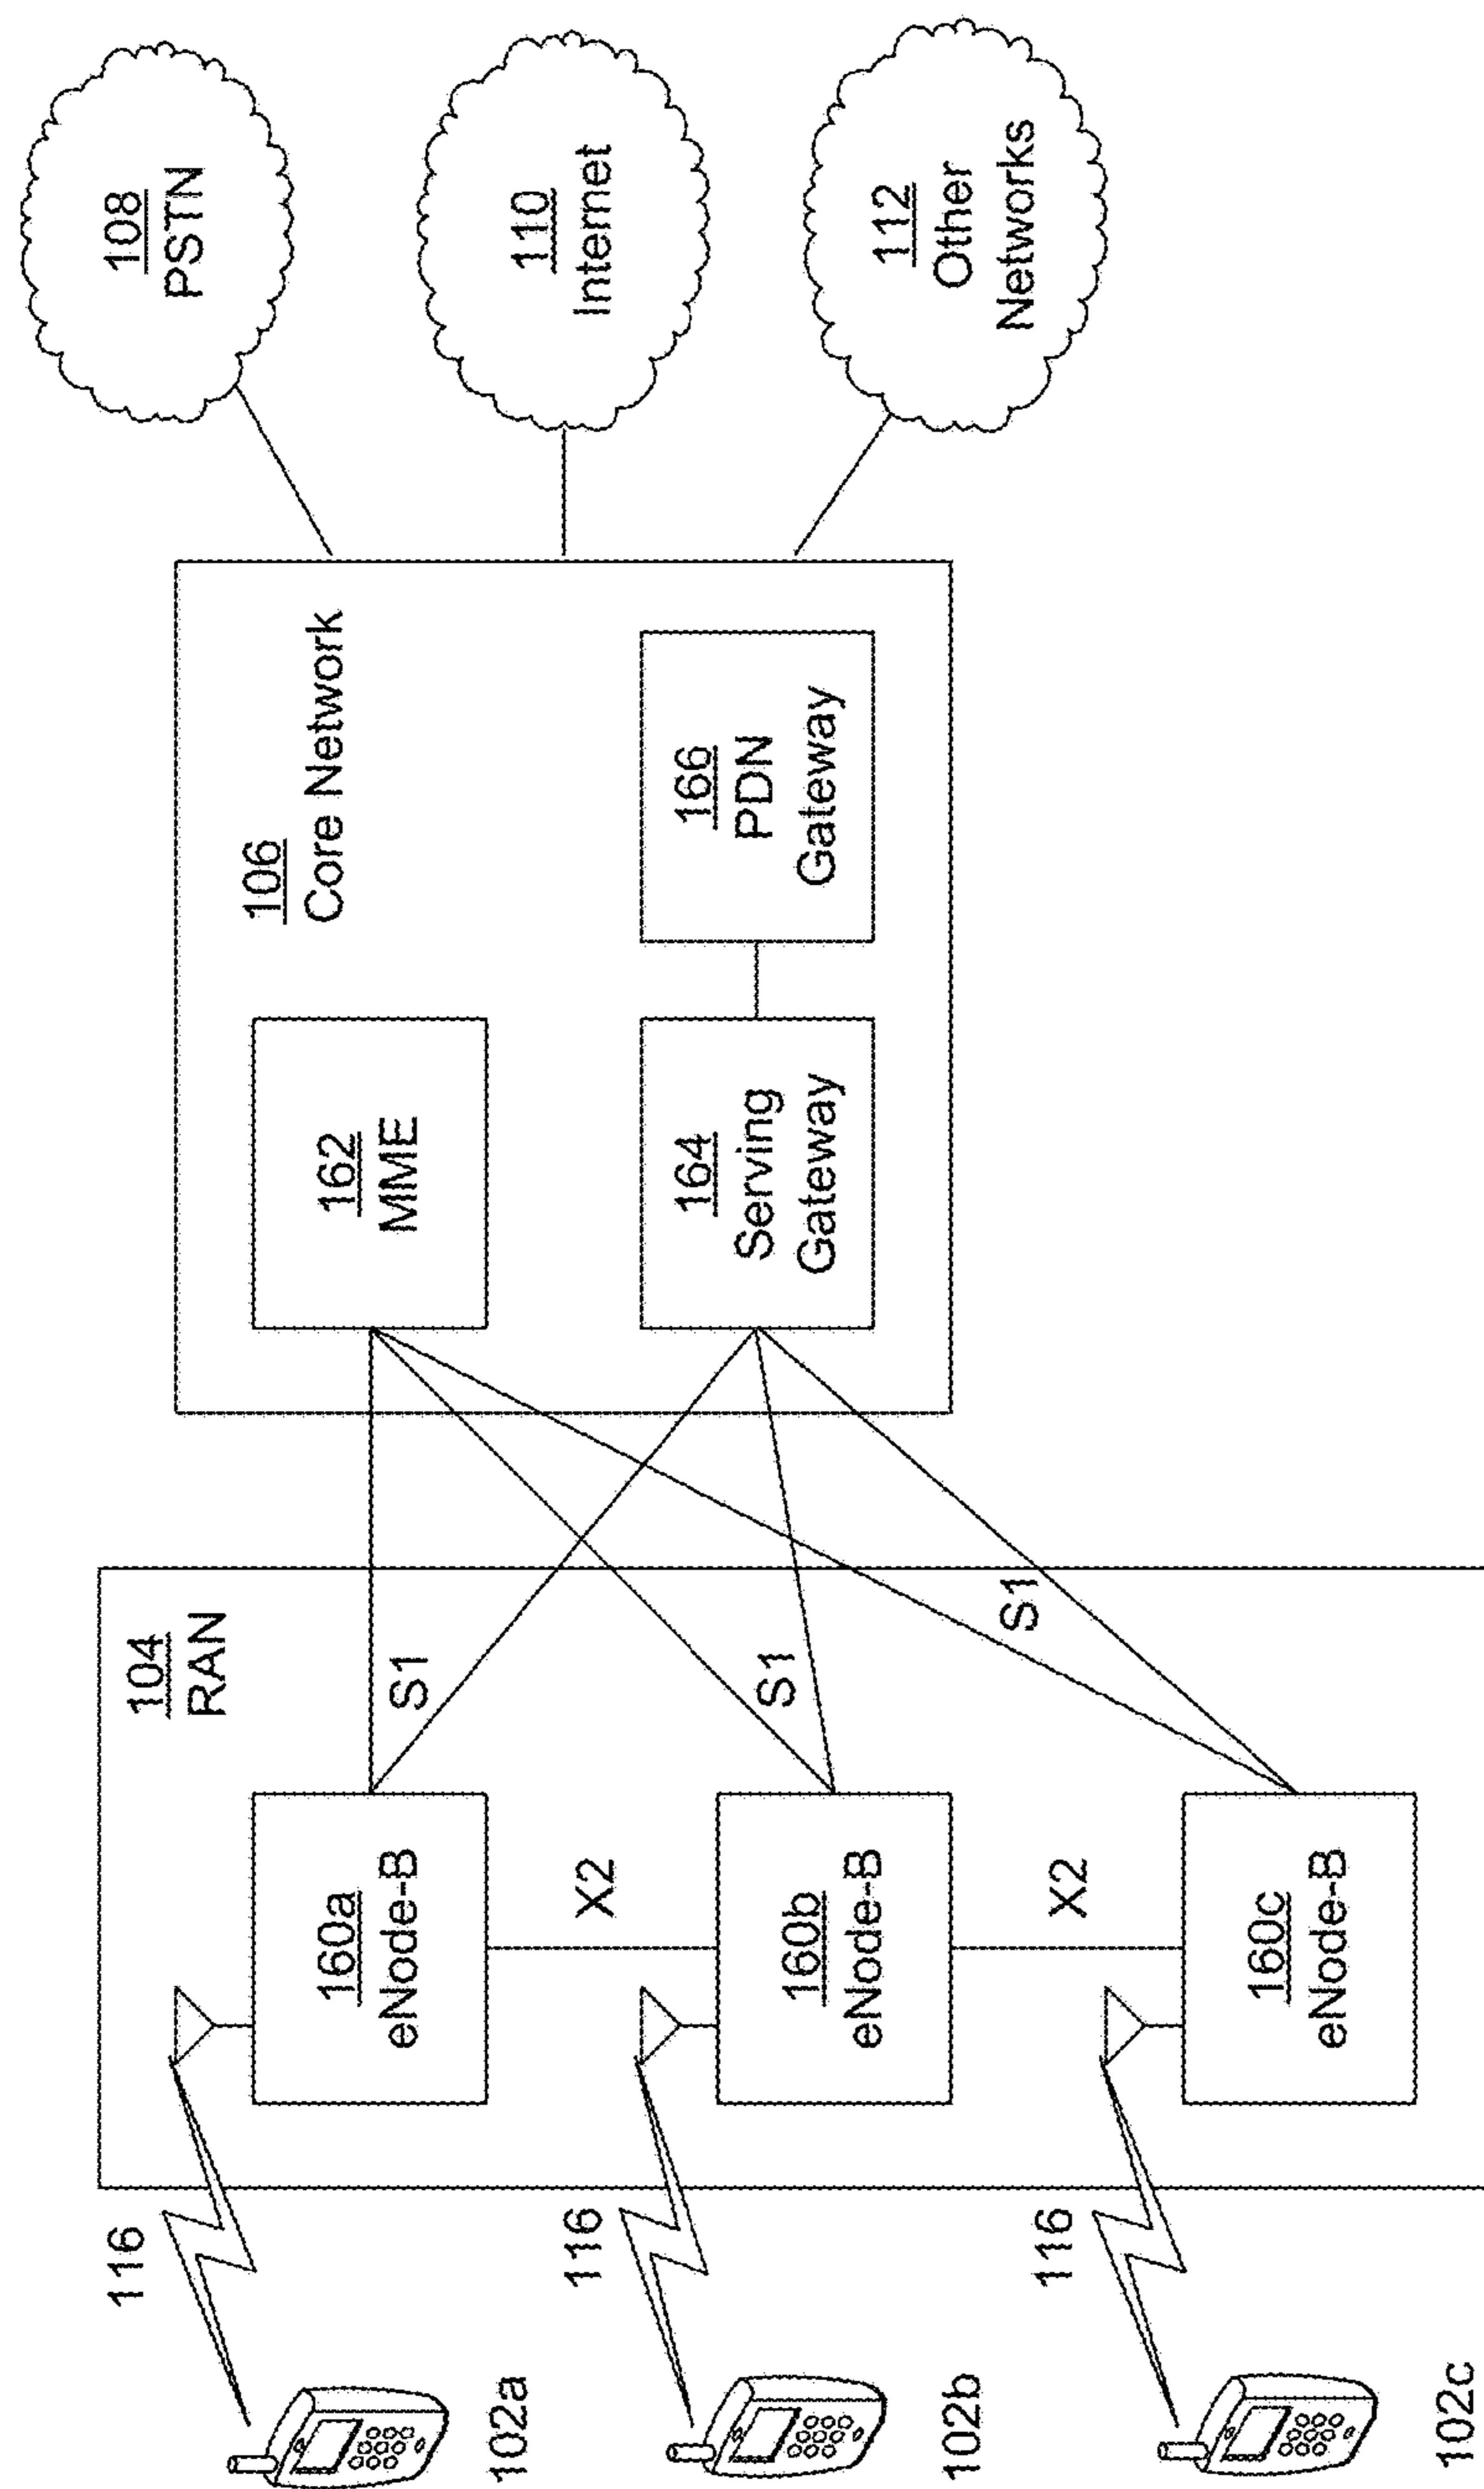 116
102a
116
102b
116
102c
104
RAN
160a
eNode-B
X2
160b
eNode-B
X2
160c
eNode-B
S1
S1
S1
106
Core Network
162
MME
164
Serving
Gateway
166
PDN
Gateway
108
PSTN
110
Internet
112
Other
Networks